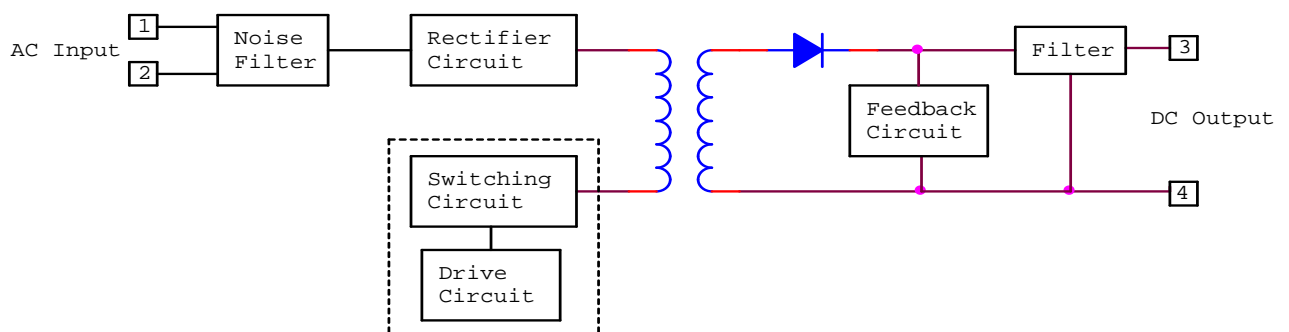 AC Input
1
2
Noise
Filter
Rectifier
Circuit
Switching
Circuit
Drive
Circuit
Feedback
Circuit
Filter
3
DC Output
4